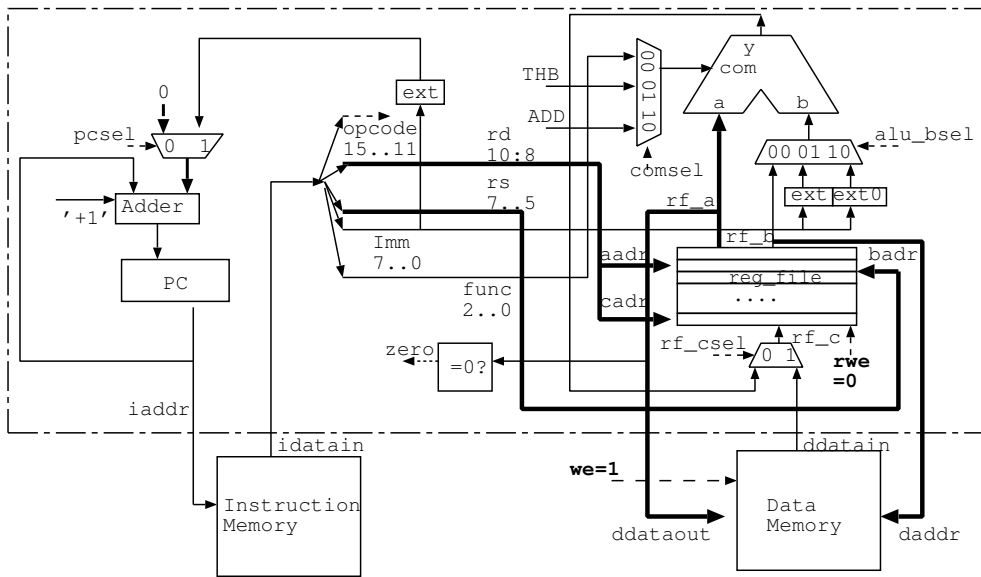 y
com
a
b
00 01 10
THB
ADD
comsel
ext
0
pcsel
0 1
opcode
15..11
rd
10:8
rs
7..5
Imm
7..0
func
2..0
alu_bsel
00 01 10
ext
ext0
'+1'
Adder
PC
rf_a
rf_b
aadr
badr
reg_file
....
cadr
rf_csel
0 1
rf_c
rwe
=0
zero
=0?
iaddr
idatain
ddatain
we=1
Instruction
Memory
Data
Memory
ddataout
daddr